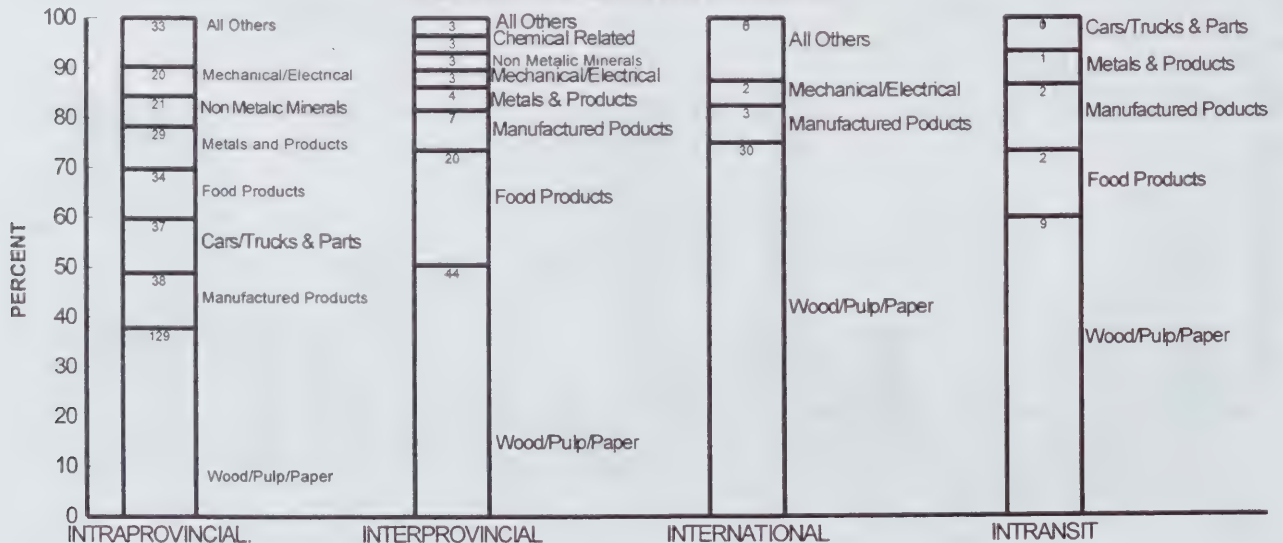 PERCENT
100
90
80
70
60
50
40
30
20
10
0
33 All Others
20 Mechanical/Electrical
21 Non Metalic Minerals
29 Metals and Products
34 Food Products
37 Cars/Trucks & Parts
38 Manufactured Products
129
Wood/Pulp/Paper
INTRAPROVINCIAL.
3 All Others
3 Chemical Related
3 Non Metalic Minerals
3 Mechanical/Electrical
4 Metals & Products
7 Manufactured Poducts
20
Food Products
44
Wood/Pulp/Paper
INTERPROVINCIAL
6 All Others
2 Mechanical/Electrical
3 Manufactured Poducts
30
Wood/Pulp/Paper
INTERNATIONAL
Cars/Trucks & Parts
1 Metals & Products
2 Manufactured Poducts
2 Food Products
9
Wood/Pulp/Paper
INTRANSIT